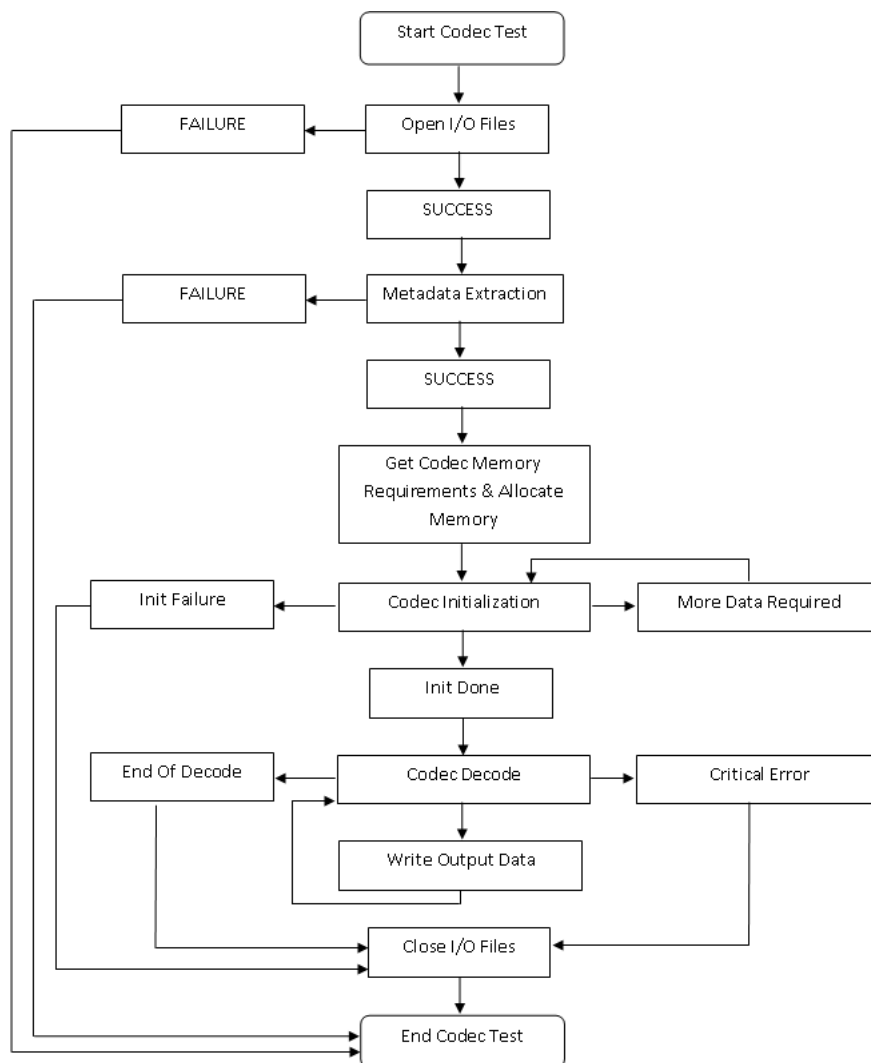 Start Codec Test
FAILURE
Open I/O Files
SUCCESS
FAILURE
Metadata Extraction
SUCCESS
Get Codec Memory
Requirements & Allocate
Memory
Init Failure
Codec Initialization
More Data Required
Init Done
End Of Decode
Codec Decode
Critical Error
Write Output Data
Close I/O Files
End Codec Test